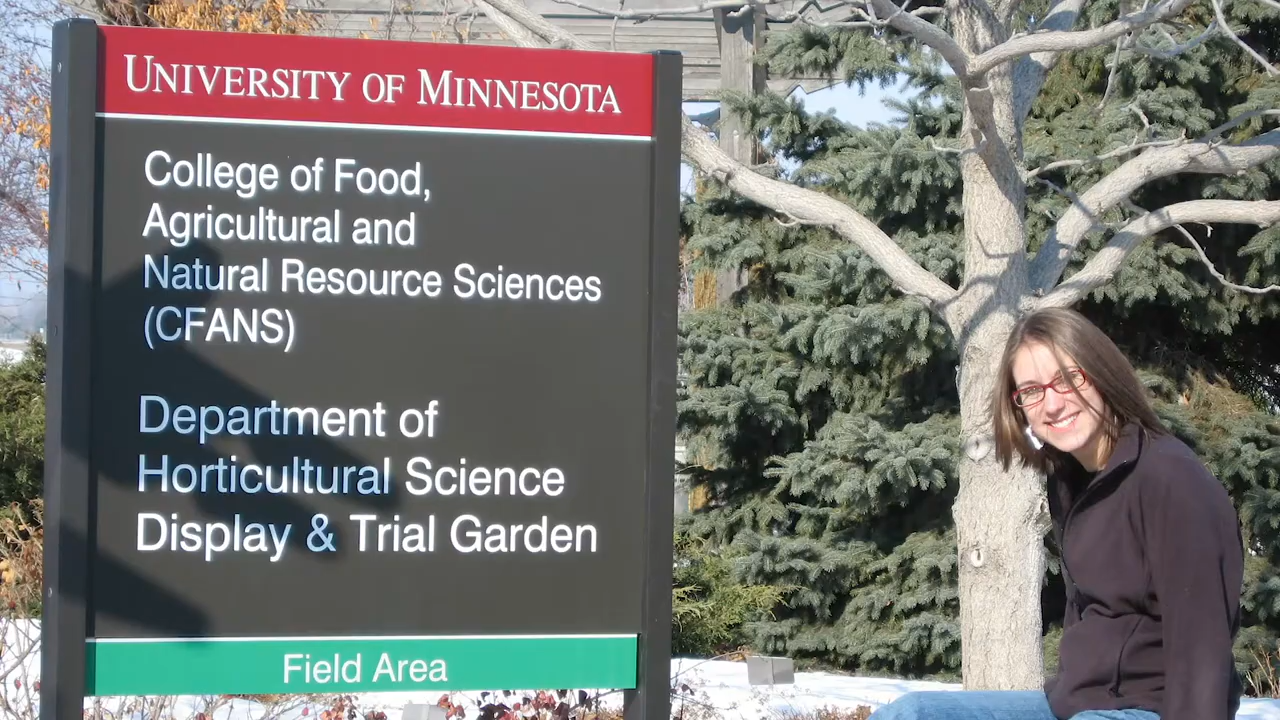 UNIVERSITY OF MINNESOTA
College of Food,
Agricultural and
Natural Resource Sciences
(CFANS)
Department of
Horticultural Science
Display & Trial Garden
Field Area